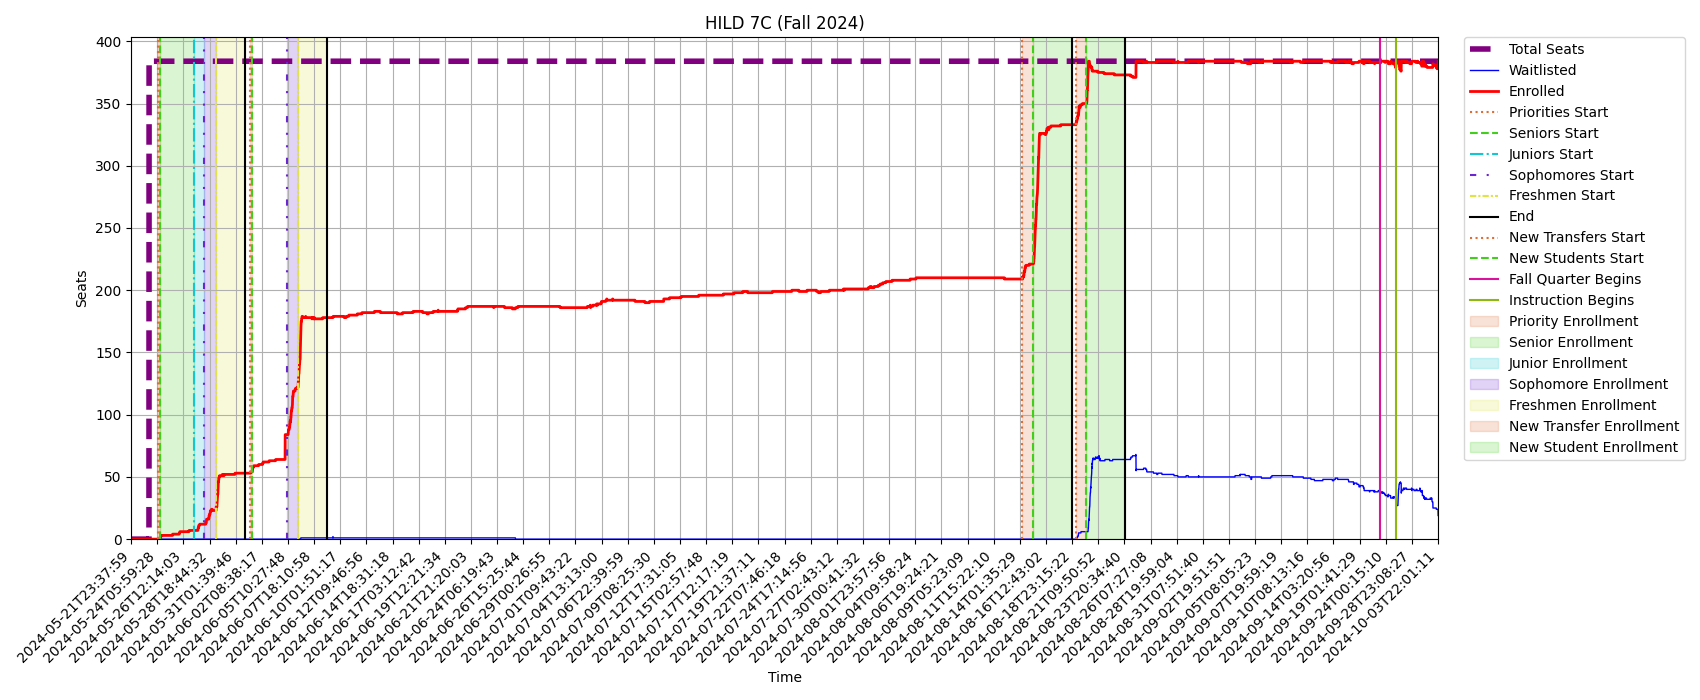 HILD 7C (Fall 2024)
400
350
300
250
200
150
100
50
0
Seats
2024-05-21T23:37:59
2024-05-24T05:59:28
2024-05-26T12:14:03
2024-05-28T18:44:32
2024-05-31T01:39:46
2024-06-02T08:38:17
2024-06-05T10:27:48
2024-06-07T18:10:58
2024-06-10T01:51:17
2024-06-12T09:46:56
2024-06-14T18:31:18
2024-06-17T03:12:42
2024-06-19T12:21:34
2024-06-21T21:20:03
2024-06-24T06:19:43
2024-06-26T15:25:44
2024-06-29T00:26:55
2024-07-01T09:43:22
2024-07-04T13:13:00
2024-07-06T22:39:59
2024-07-09T08:25:30
2024-07-12T17:31:05
2024-07-15T02:57:48
2024-07-17T12:17:19
2024-07-19T21:37:11
2024-07-22T07:46:18
2024-07-24T17:14:56
2024-07-27T02:43:12
2024-07-30T00:41:32
2024-08-01T23:57:56
2024-08-04T09:58:24
2024-08-06T19:24:21
2024-08-09T05:23:09
2024-08-11T15:22:10
2024-08-14T01:35:29
2024-08-16T12:43:02
2024-08-18T23:15:22
2024-08-21T09:50:52
2024-08-23T20:34:40
2024-08-26T07:27:08
2024-08-28T19:59:04
2024-08-31T07:51:40
2024-09-02T19:51:51
2024-09-05T08:05:23
2024-09-07T19:59:19
2024-09-10T08:13:16
2024-09-14T03:20:56
2024-09-19T01:41:29
2024-09-24T00:15:10
2024-09-28T23:08:27
2024-10-03T22:01:11
Time
Total Seats
Waitlisted
Enrolled
Priorities Start
Seniors Start
Juniors Start
Sophomores Start
Freshmen Start
End
New Transfers Start
New Students Start
Fall Quarter Begins
Instruction Begins
Priority Enrollment
Senior Enrollment
Junior Enrollment
Sophomore Enrollment
Freshmen Enrollment
New Transfer Enrollment
New Student Enrollment